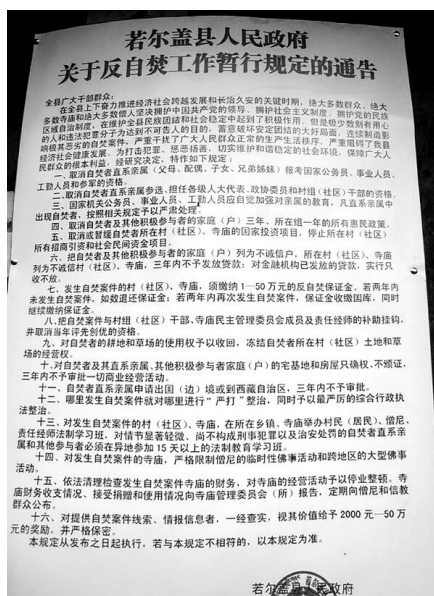 若尔盖县人民政府
关于反自焚工作暂行规定的通告
全县广大干部群众：
在全县上下奋力推进经济社会跨越发展和长治久安的关键时期，绝大多数群众、绝大
多数寺庙和绝大多数僧人坚决拥护中国共产党的领导、拥护社会主义制度、拥护党的民族
区域自治制度，在维护全县民族团结和社会稳定中起到了积极作用。但是极少数别有用心
的人和违法犯罪分子为达到不可告人的目的，蓄意破坏安定团结的大好局面，连续制造影
响极其恶劣的自焚案件，严重干扰了广大人民群众正常的生产生活秩序，严重阻碍了我县
经济社会健康发展。为打击犯罪、惩恶扬善，切实维护和谐稳定的社会环境，保障广大人
民群众的根本利益，经研究决定，特作如下规定：
一、取消自焚者直系亲属（父母、配偶、子女、兄弟姊妹）报考国家公务员、事业人员、
工勤人员和参军的资格。
二、取消自焚者直系亲属参选、担任各级人大代表、政协委员和村组（社区）干部的资格。
三、国家机关公务员、事业人员、工勤人员应自觉加强对亲属的教育，凡直系亲属中
出现自焚者，按照相关规定予以严肃处理。
四、取消自焚者及其他积极参与者的家庭（户）三年、所在组一年的所有惠民政策。
五、取消或暂缓自焚者所在村（社区）、寺庙的国家投资项目，停止所在村（社区）
所有招商引资和社会民间资金项目。
六、把自焚者及其他积极参与者的家庭（户）列为不诚信户，所在村（社区）、寺庙
列为不诚信村（社区）、寺庙，三年内不予发放贷款；对金融机构已发放的贷款，实行只
收不放。
七、发生自焚案件的村（社区）、寺庙，须缴纳1—50万元的反自焚保证金。若两年内
未发生自焚案件，如数退还保证金；若两年内再次发生自焚案件，保证金收缴国库，同时
继续缴纳保证金。
八、把自焚案件与村组（社区）干部、寺庙民主管理委员会成员及责任经师的补助挂钩，
并取消当年评先创优的资格。
九、对自焚者的耕地和草场的使用权予以收回，冻结自焚者所在村（社区）土地和草
场的经营权。
十、对自焚者及其直系亲属、其他积极参与者家庭（户）的宅基地和房屋只确权、不颁证，
三年内不予审批一切商业经营活动。
十一、自焚者直系亲属申请出国（边）境或到西藏自治区，三年内不予审批。
十二、哪里发生自焚案件就对哪里进行“严打”整治，同时予以最严厉的综合行政执
法整治。
十三、对发生自焚案件的村（社区）、寺庙，在所在乡镇、寺庙举办村民（居民）、僧尼、
责任经师法制学习班，对情节显著轻微、尚不构成刑事犯罪以及治安处罚的自焚者直系亲
属和其他参与者必须在异地参加15天以上的法制教育学习班。
十四、对发生自焚案件的寺庙，严格限制僧尼的临时性佛事活动和跨地区的大型佛事
活动。
十五、依法清理检查发生自焚案件寺庙的财务，对寺庙的经营活动予以停业整顿。寺
庙财务收支情况、接受捐赠和使用情况向寺庙管理委员会（所）报告，定期向僧尼和信教
群众公布。
十六、对提供自焚案件线索、情报信息者，一经查实，视其价值给予2000元—50万
元的奖励，并严格保密。
本规定从发布之日起执行，若与本规定不相符的，以本规定为准。
若尔盖县人民政府